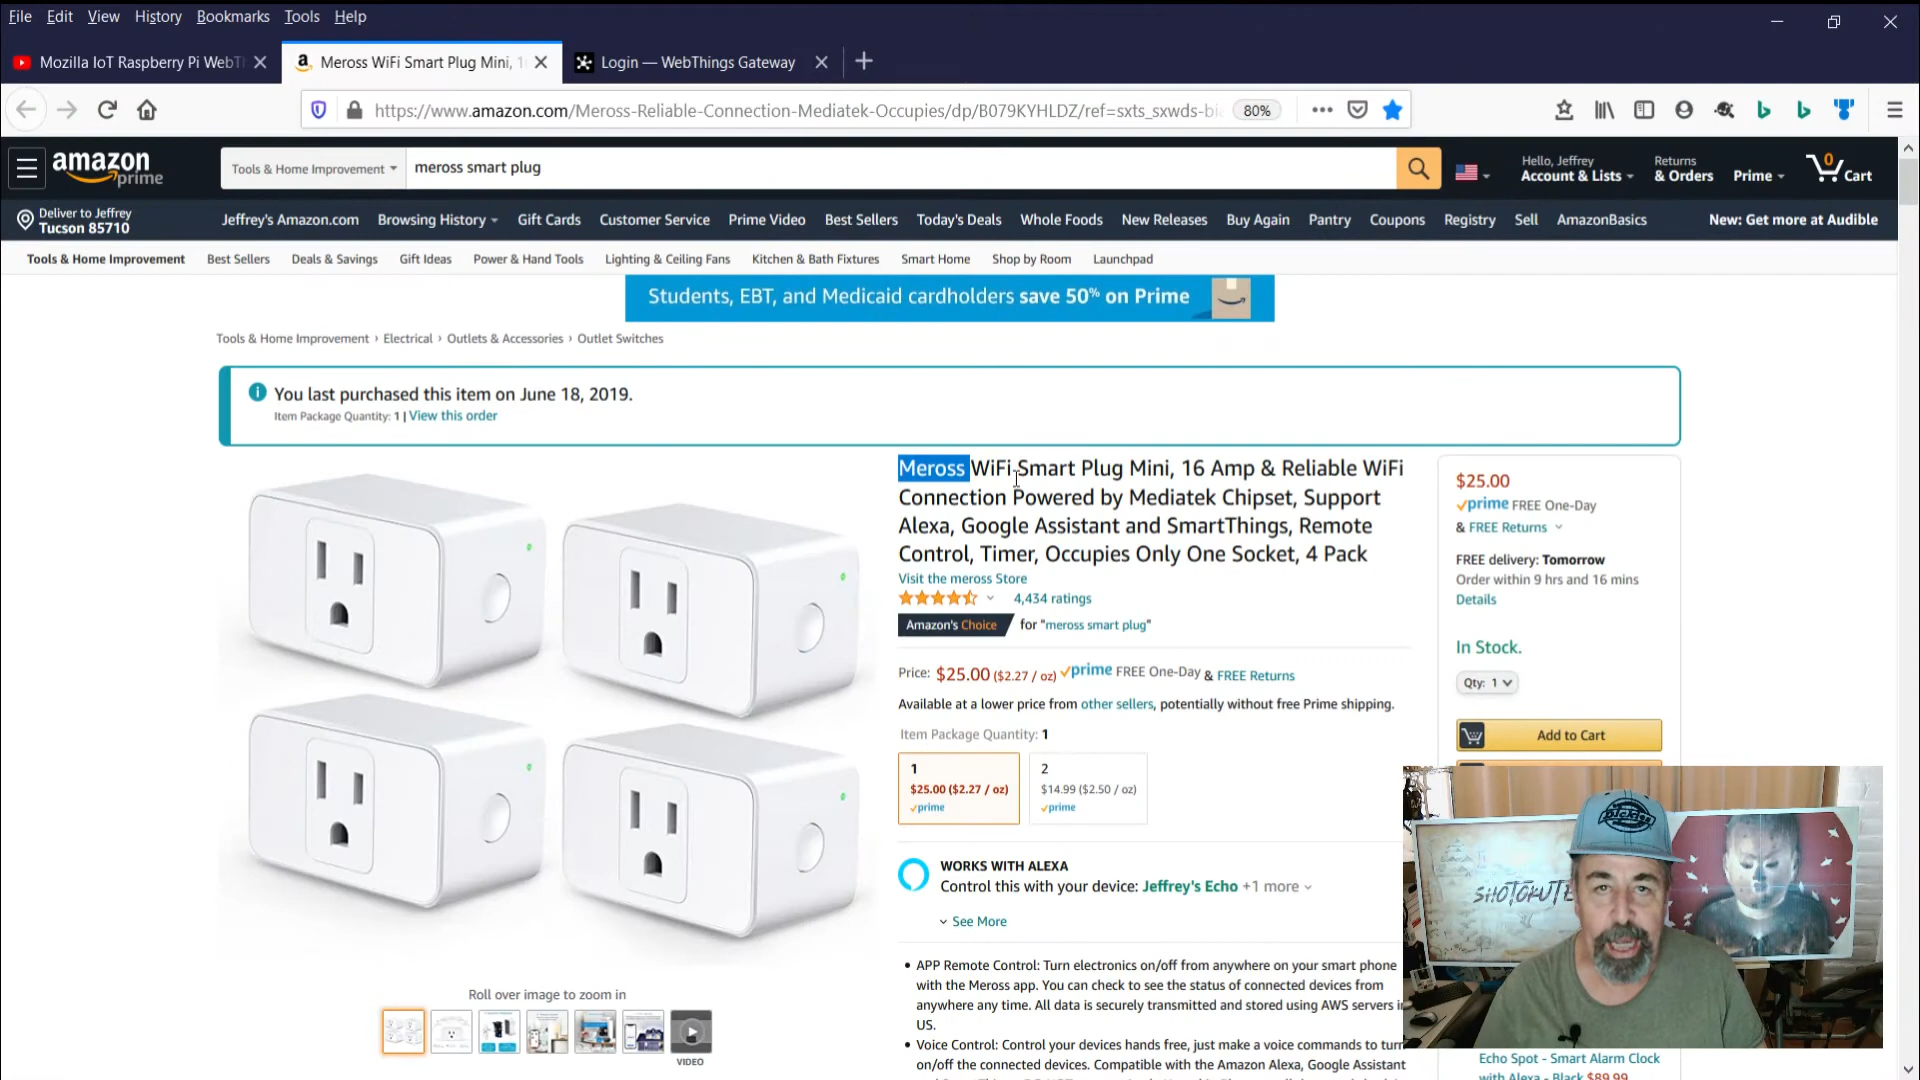 File Edit View History Bookmarks Tools Help
Mozilla IoT Raspberry Pi WebTh
Meross WiFi Smart Plug Mini, 1
Login — WebThings Gateway
https://www.amazon.com/Meross-Reliable-Connection-Mediatek-Occupies/dp/B079KYHLDZ/ref=sxts_sxwds-bi
80%
amazon prime
Tools & Home Improvement
meross smart plug
Hello, Jeffrey
Account & Lists
Returns
& Orders
Prime
0
Cart
Deliver to Jeffrey
Tucson 85710
Jeffrey's Amazon.com Browsing History Gift Cards Customer Service Prime Video Best Sellers Today's Deals Whole Foods New Releases Buy Again Pantry Coupons Registry Sell AmazonBasics
New: Get more at Audible
Tools & Home Improvement Best Sellers Deals & Savings Gift Ideas Power & Hand Tools Lighting & Ceiling Fans Kitchen & Bath Fixtures Smart Home Shop by Room Launchpad
Students, EBT, and Medicaid cardholders save 50% on Prime
Tools & Home Improvement › Electrical › Outlets & Accessories › Outlet Switches
You last purchased this item on June 18, 2019.
Item Package Quantity: 1 | View this order
Meross WiFi Smart Plug Mini, 16 Amp & Reliable WiFi
Connection Powered by Mediatek Chipset, Support
Alexa, Google Assistant and SmartThings, Remote
Control, Timer, Occupies Only One Socket, 4 Pack
Visit the meross Store
4,434 ratings
Amazon's Choice for "meross smart plug"
Price: $25.00 ($2.27 / oz) prime FREE One-Day & FREE Returns
Available at a lower price from other sellers, potentially without free Prime shipping.
Item Package Quantity: 1
1
$25.00 ($2.27 / oz)
prime
2
$14.99 ($2.50 / oz)
prime
WORKS WITH ALEXA
Control this with your device: Jeffrey's Echo +1 more
See More
• APP Remote Control: Turn electronics on/off from anywhere on your smart phone
with the Meross app. You can check to see the status of connected devices from
anywhere any time. All data is securely transmitted and stored using AWS servers i
US.
• Voice Control: Control your devices hands free, just make a voice commands to turn
on/off the connected devices. Compatible with the Amazon Alexa, Google Assistant
Roll over image to zoom in
VIDEO
$25.00
prime FREE One-Day
& FREE Returns
FREE delivery: Tomorrow
Order within 9 hrs and 16 mins
Details
In Stock.
Qty: 1
Add to Cart
Dickies
SHOTOKUTE
Echo Spot - Smart Alarm Clock
with Alexa - Black $89.99